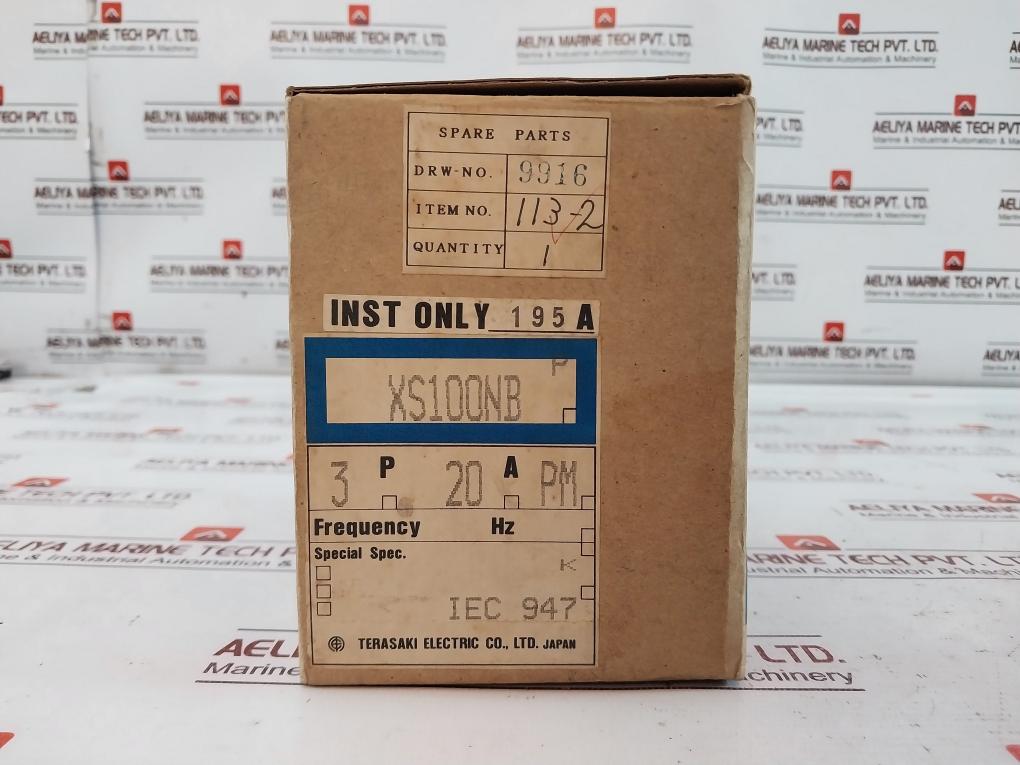 SPARE PARTS
DRW-NO. 9916
ITEM NO. 113-2
QUANTITY 1
INST ONLY 195 A
P
XS100NB
3 P 20 A PM
Frequency Hz
Special Spec.
K
IEC 947
TERASAKI ELECTRIC CO., LTD. JAPAN
AELIYA MARINE TECH PVT. LTD.
Marine & Industrial Automation & Machinery